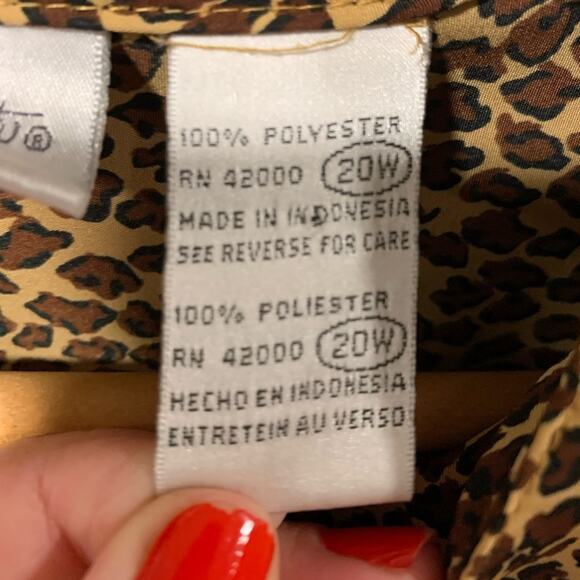 ®
100% POLYESTER
RN 42000 20W
MADE IN INDONESIA
SEE REVERSE FOR CARE
100% POLIESTER
RN 42000 20W
HECHO EN INDONESIA
ENTRETEIN AU VERSO